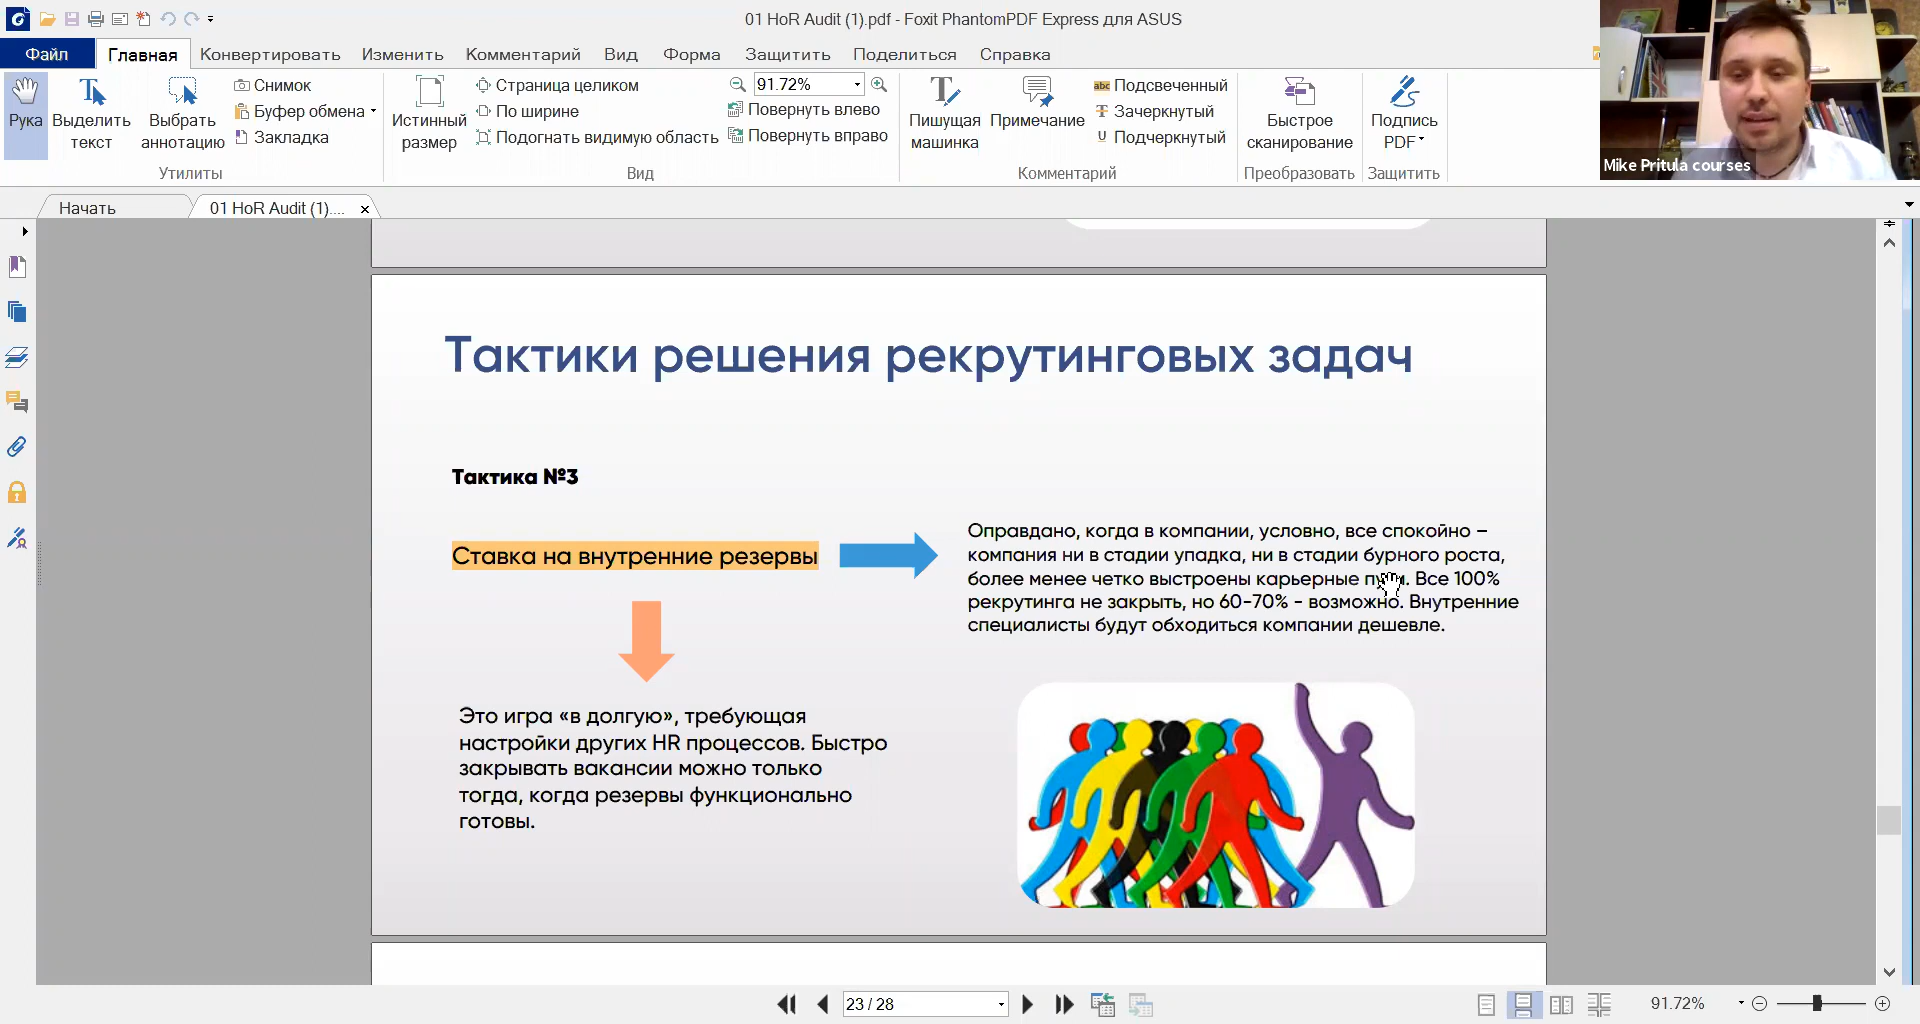 01 HoR Audit (1).pdf - Foxit PhantomPDF Express для ASUS
Файл Главная Конвертировать Изменить Комментарий Вид Форма Защитить Поделиться Справка
Рука
Выделить текст
Выбрать аннотацию
Снимок
Буфер обмена
Закладка
Утилиты
Истинный размер
Страница целиком
По ширине
Подогнать видимую область
91.72%
Повернуть влево
Повернуть вправо
Вид
Пишущая машинка
Примечание
Подсвеченный
Зачеркнутый
Подчеркнутый
Комментарий
Быстрое сканирование
Преобразовать
Подпись PDF
Защитить
Mike Pritula courses
Начать
01 HoR Audit (1)....
Тактики решения рекрутинговых задач
Тактика №3
Ставка на внутренние резервы
Оправдано, когда в компании, условно, все спокойно –
компания ни в стадии упадка, ни в стадии бурного роста,
более менее четко выстроены карьерные . Все 100%
рекрутинга не закрыть, но 60-70% - возможно. Внутренние
специалисты будут обходиться компании дешевле.
Это игра «в долгую», требующая
настройки других HR процессов. Быстро
закрывать вакансии можно только
тогда, когда резервы функционально
готовы.
23 / 28
91.72%